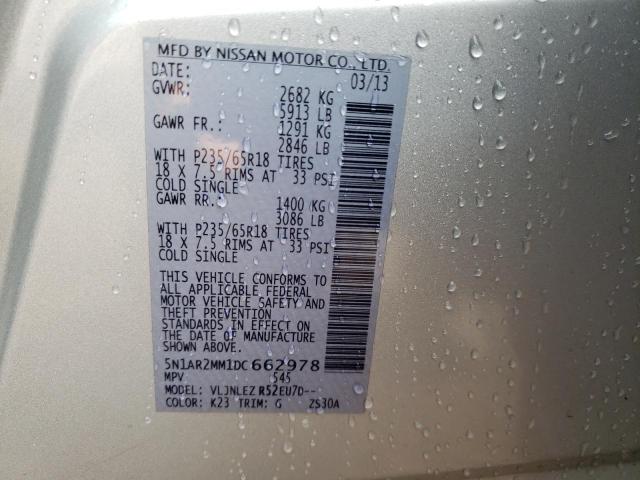 MFD BY NISSAN MOTOR CO., LTD.
DATE: 03/13
GVWR: 2682 KG
5913 LB
GAWR FR.: 1291 KG
2846 LB
WITH P235/65R18 TIRES
18 X 7.5 RIMS AT 33 PSI
COLD SINGLE
GAWR RR.: 1400 KG
3086 LB
WITH P235/65R18 TIRES
18 X 7.5 RIMS AT 33 PSI
COLD SINGLE
THIS VEHICLE CONFORMS TO
ALL APPLICABLE FEDERAL
MOTOR VEHICLE SAFETY AND
THEFT PREVENTION
STANDARDS IN EFFECT ON
THE DATE OF MANUFACTURE
SHOWN ABOVE.
5N1AR2MM1DC662978
MPV 545
MODEL: VLJNLEZ R52EU7D--
COLOR: K23 TRIM: G ZS30A